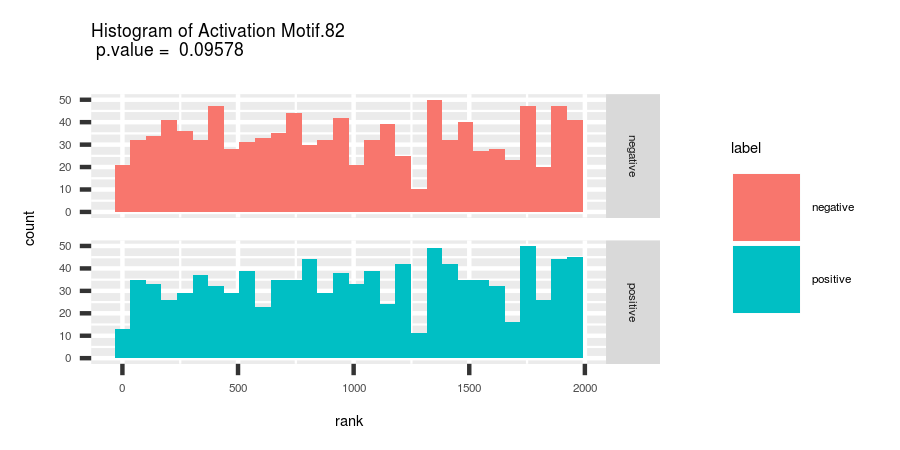 Histogram of Activation Motif.82
p.value = 0.09578
count
50
40
30
20
10
0
negative
50
40
30
20
10
0
positive
0 500 1000 1500 2000
rank
label
negative
positive